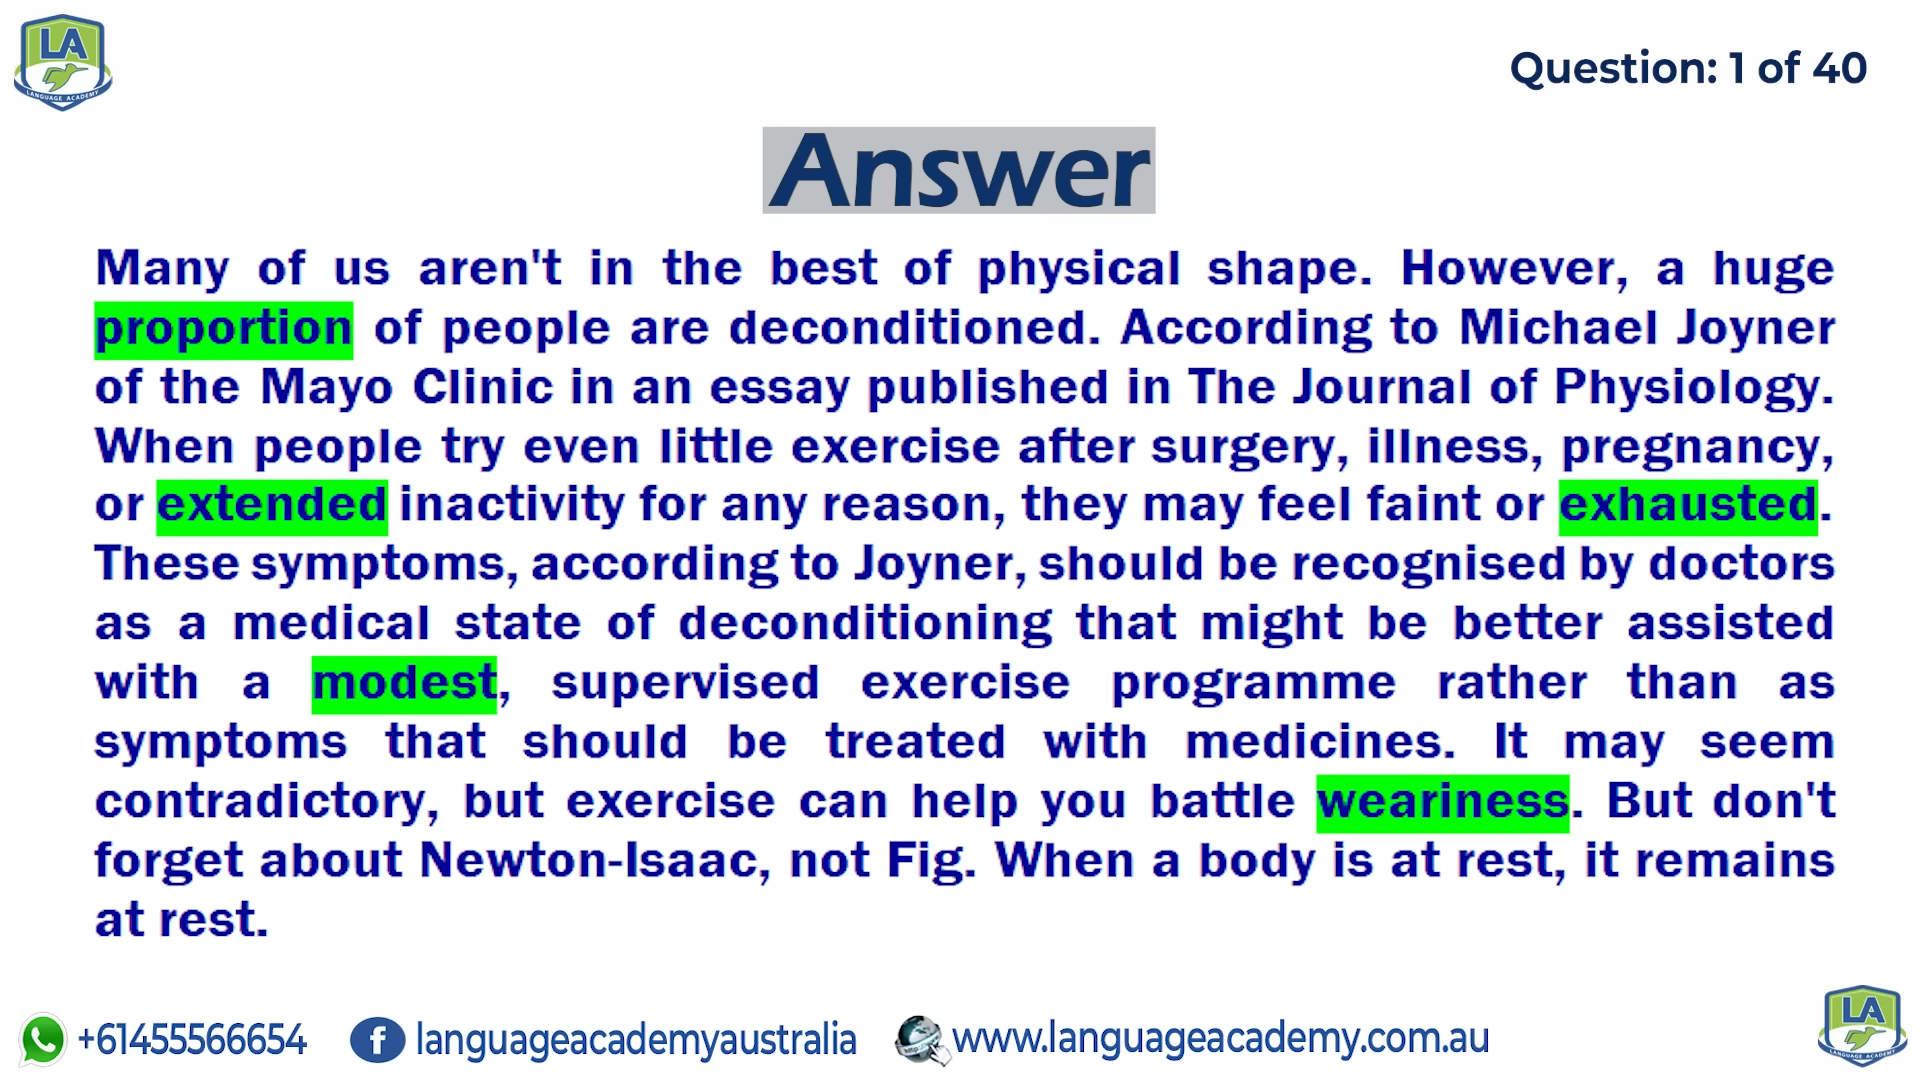 LA
LANGUAGE ACADEMY
Question: 1 of 40
Answer
Many of us aren't in the best of physical shape. However, a huge
proportion of people are deconditioned. According to Michael Joyner
of the Mayo Clinic in an essay published in The Journal of Physiology.
When people try even little exercise after surgery, illness, pregnancy,
or extended inactivity for any reason, they may feel faint or exhausted.
These symptoms, according to Joyner, should be recognised by doctors
as a medical state of deconditioning that might be better assisted
with a modest, supervised exercise programme rather than as
symptoms that should be treated with medicines. It may seem
contradictory, but exercise can help you battle weariness. But don't
forget about Newton-Isaac, not Fig. When a body is at rest, it remains
at rest.
+61455566654
f languageacademyaustralia
www.languageacademy.com.au
LA
LANGUAGE ACADEMY